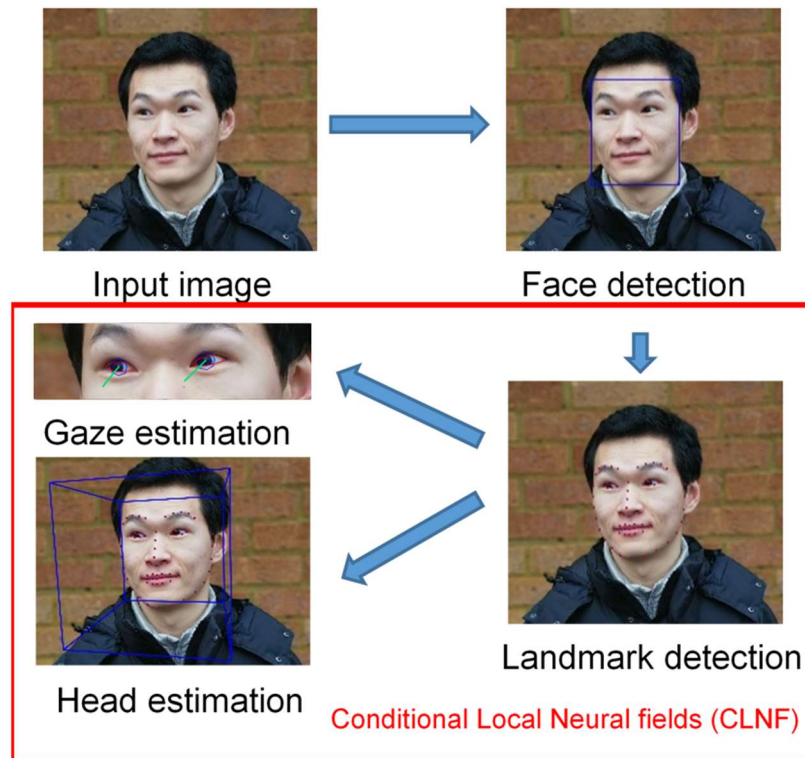 Input image
Face detection
Gaze estimation
Landmark detection
Head estimation
Conditional Local Neural fields (CLNF)